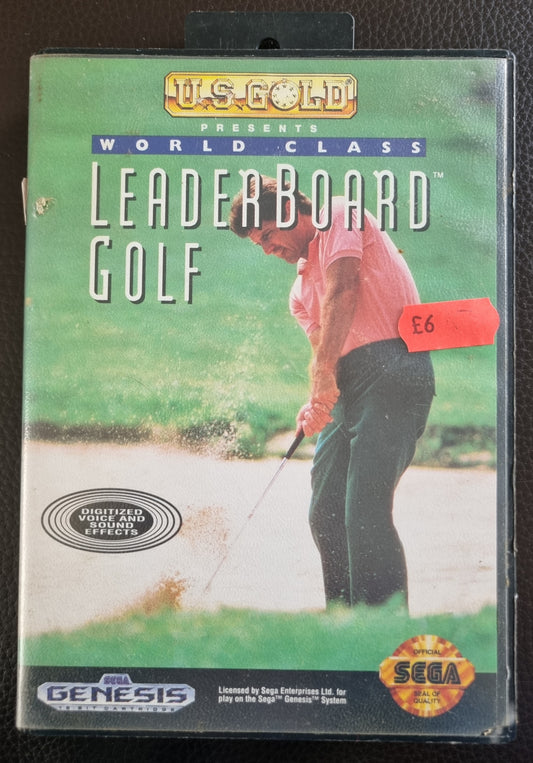 U.S. GOLD
PRESENTS
WORLD CLASS
LEADERBOARD™
GOLF
£6
DIGITIZED
VOICE AND
SOUND
EFFECTS
SEGA
GENESIS
16-BIT CARTRIDGE
Licensed by Sega Enterprises Ltd. for
play on the Sega™ Genesis™ System
OFFICIAL
SEGA
SEAL OF
QUALITY